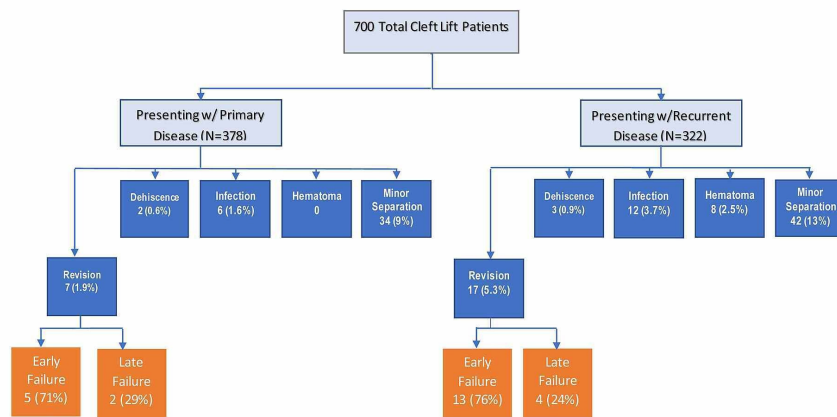 700 Total Cleft Lift Patients
Presenting w/ Primary
Disease (N=378)
Presenting w/Recurrent
Disease (N=322)
Dehiscence
2 (0.6%)
Infection
6 (1.6%)
Hematoma
0
Minor
Separation
34 (9%)
Dehiscence
3 (0.9%)
Infection
12 (3.7%)
Hematoma
8 (2.5%)
Minor
Separation
42 (13%)
Revision
7 (1.9%)
Revision
17 (5.3%)
Early
Failure
5 (71%)
Late
Failure
2 (29%)
Early
Failure
13 (76%)
Late
Failure
4 (24%)